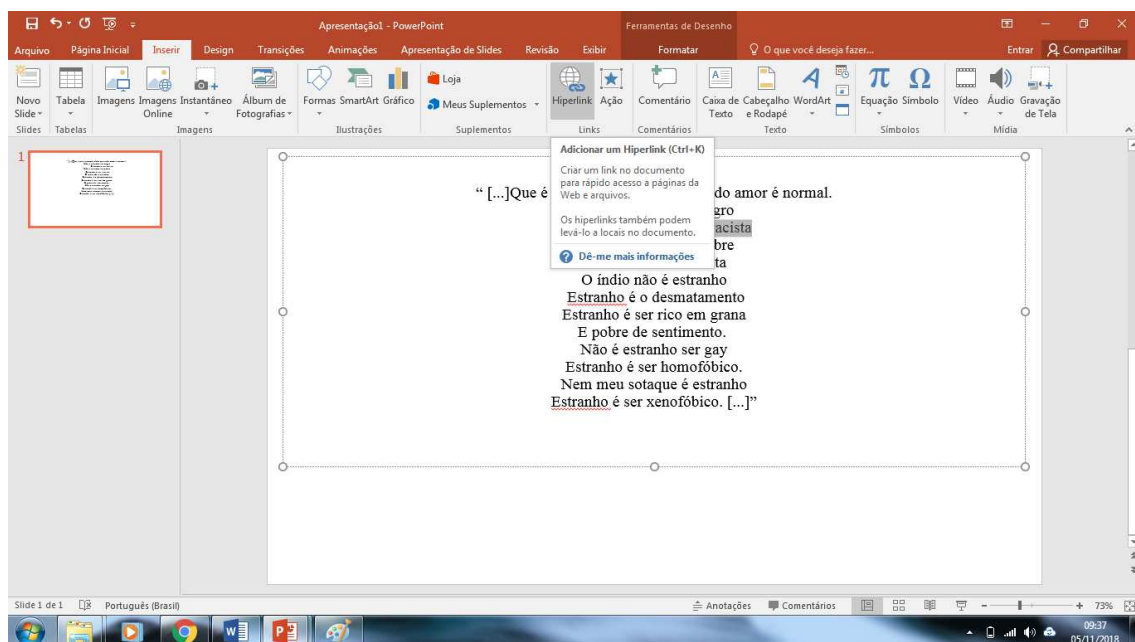 Apresentação1 - PowerPoint
Ferramentas de Desenho
Arquivo Página Inicial Inserir Design Transições Animações Apresentação de Slides Revisão Exibir Formatar O que você deseja fazer... Entrar Compartilhar
Novo Slide
Tabela
Imagens
Imagens Online
Instantâneo
Álbum de Fotografias
Formas
SmartArt
Gráfico
Loja
Meus Suplementos
Hiperlink
Ação
Comentário
Caixa de Texto
Cabeçalho e Rodapé
WordArt
Equação
Símbolo
Vídeo
Áudio
Gravação de Tela
Slides Tabelas Imagens Ilustrações Suplementos Links Comentários Texto Símbolos Mídia
Adicionar um Hiperlink (Ctrl+K)
Criar um link no documento
para rápido acesso a páginas da
Web e arquivos.
Os hiperlinks também podem
levá-lo a locais no documento.
Dê-me mais informações
1
“ [...]Que é do amor é normal.
gro
acista
bre
ta
O índio não é estranho
Estranho é o desmatamento
Estranho é ser rico em grana
E pobre de sentimento.
Não é estranho ser gay
Estranho é ser homofóbico.
Nem meu sotaque é estranho
Estranho é ser xenofóbico. [...]”
Slide 1 de 1 Português (Brasil) Anotações Comentários 73%
09:37
05/11/2018